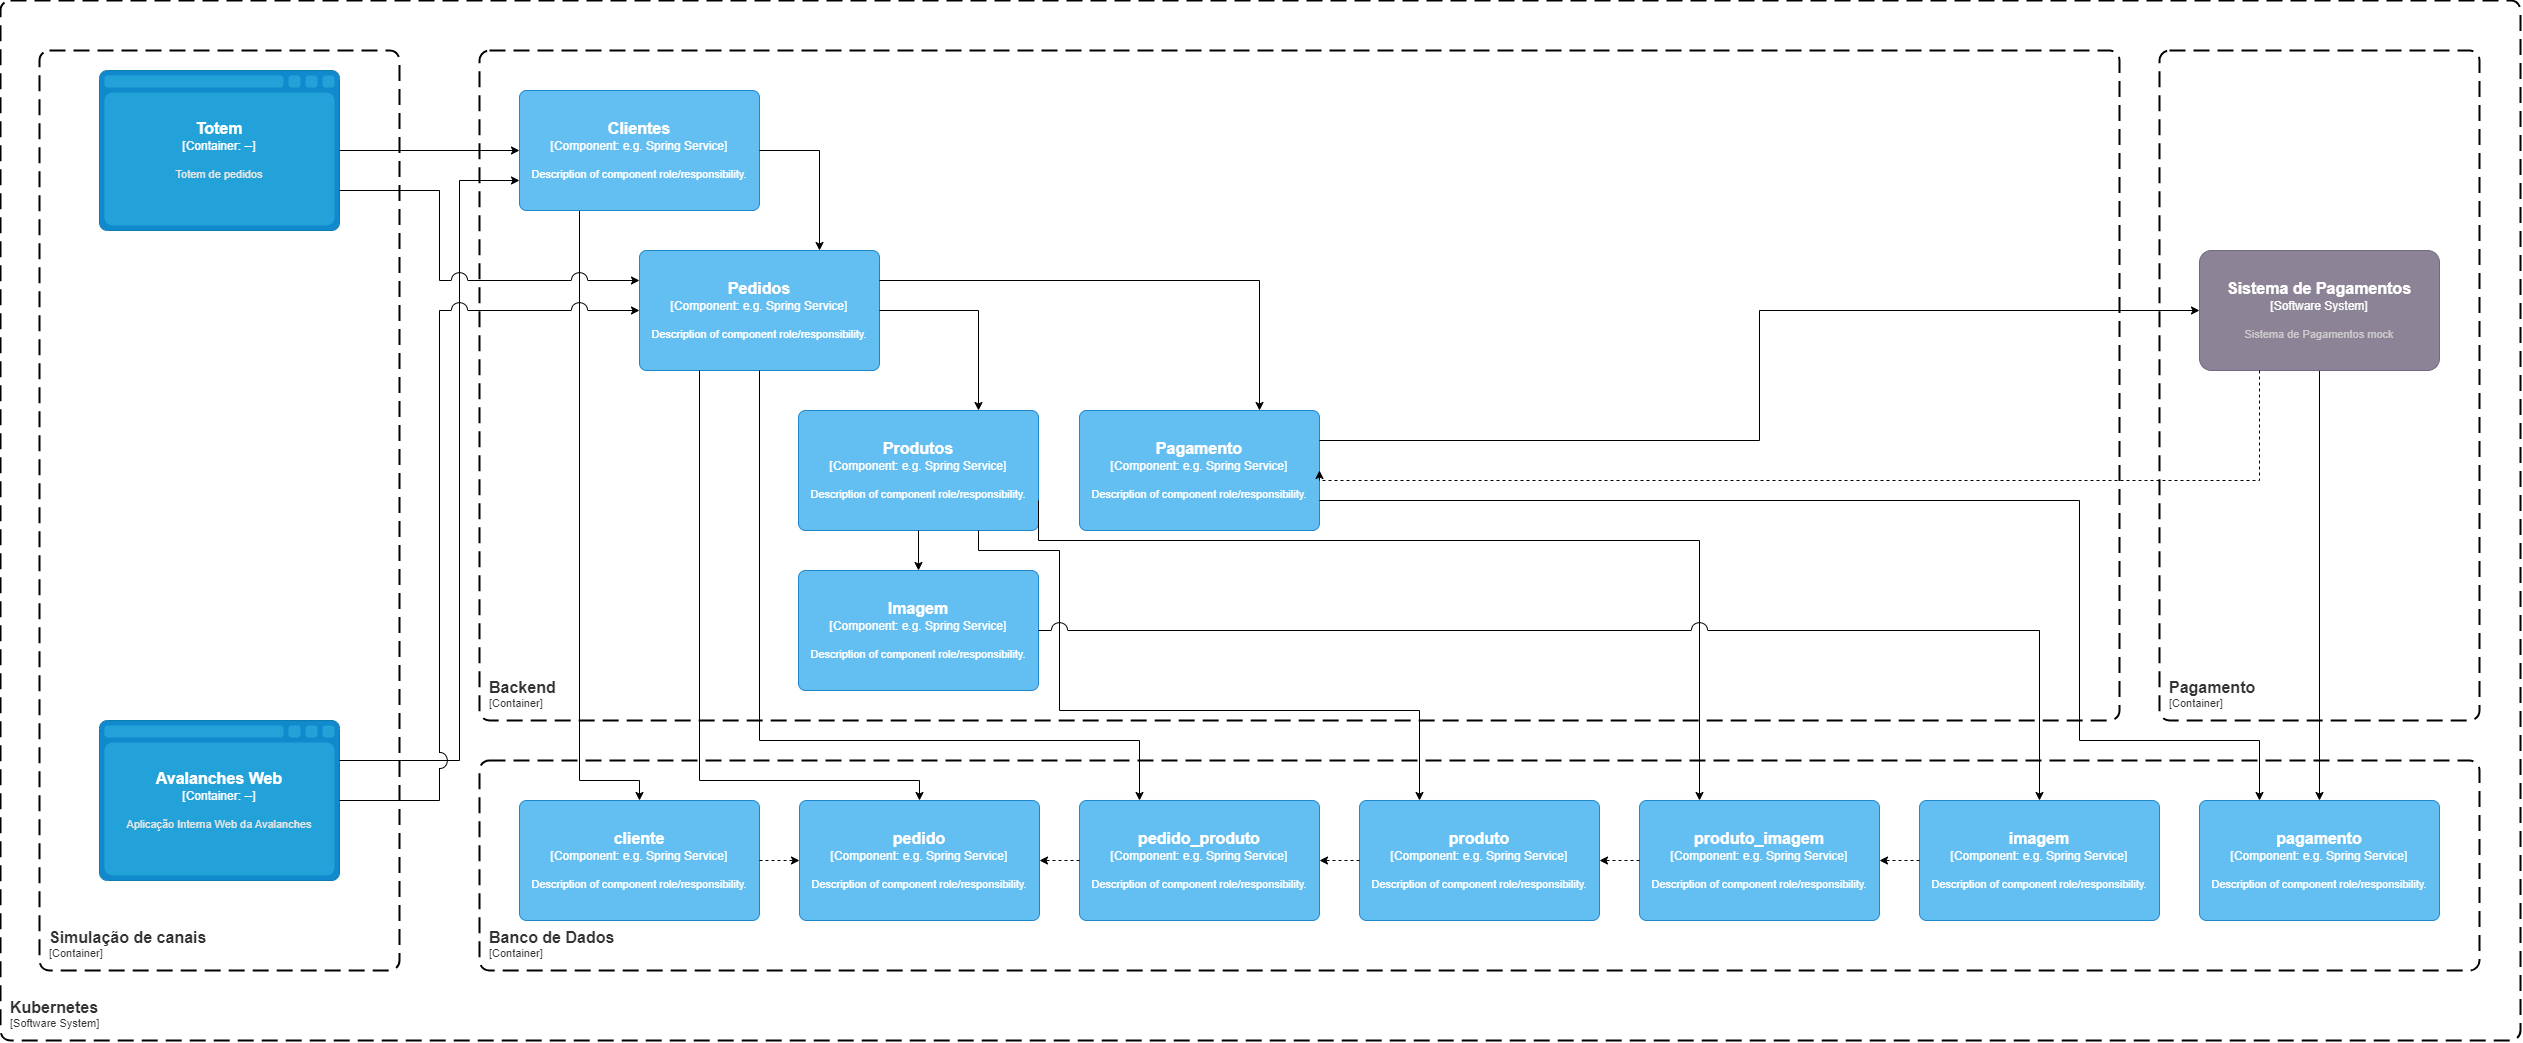 Totem
[Container: --]
Totem de pedidos
Clientes
[Component: e.g. Spring Service]
Description of component role/responsibility.
Pedidos
[Component: e.g. Spring Service]
Description of component role/responsibility.
Sistema de Pagamentos
[Software System]
Sistema de Pagamentos mock
Produtos
[Component: e.g. Spring Service]
Description of component role/responsibility.
Pagamento
[Component: e.g. Spring Service]
Description of component role/responsibility.
Imagem
[Component: e.g. Spring Service]
Description of component role/responsibility.
Backend
[Container]
Pagamento
[Container]
Avalanches Web
[Container: --]
Aplicação Interna Web da Avalanches
cliente
[Component: e.g. Spring Service]
Description of component role/responsibility.
pedido
[Component: e.g. Spring Service]
Description of component role/responsibility.
pedido_produto
[Component: e.g. Spring Service]
Description of component role/responsibility.
produto
[Component: e.g. Spring Service]
Description of component role/responsibility.
produto_imagem
[Component: e.g. Spring Service]
Description of component role/responsibility.
imagem
[Component: e.g. Spring Service]
Description of component role/responsibility.
pagamento
[Component: e.g. Spring Service]
Description of component role/responsibility.
Simulação de canais
[Container]
Banco de Dados
[Container]
Kubernetes
[Software System]